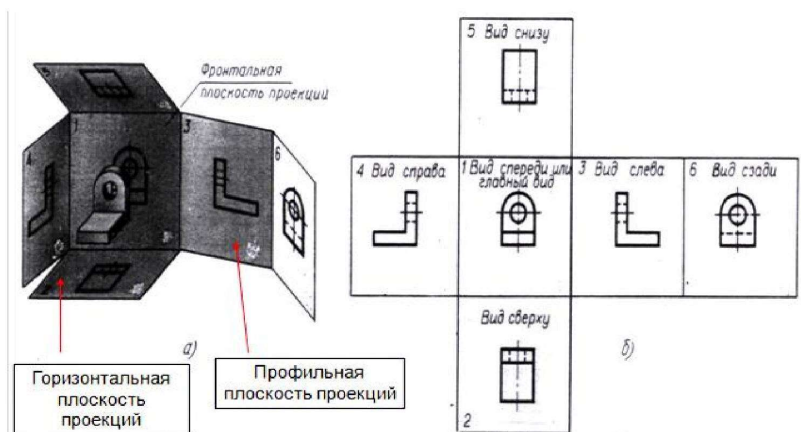 5 Вид снизу
Фронтальная
плоскость проекций
1
3
4
6
4 Вид справа
1 Вид спереди или
главный вид
3 Вид слева
6 Вид сзади
Вид сверху
2
а)
б)
Горизонтальная
плоскость
проекций
Профильная
плоскость проекций